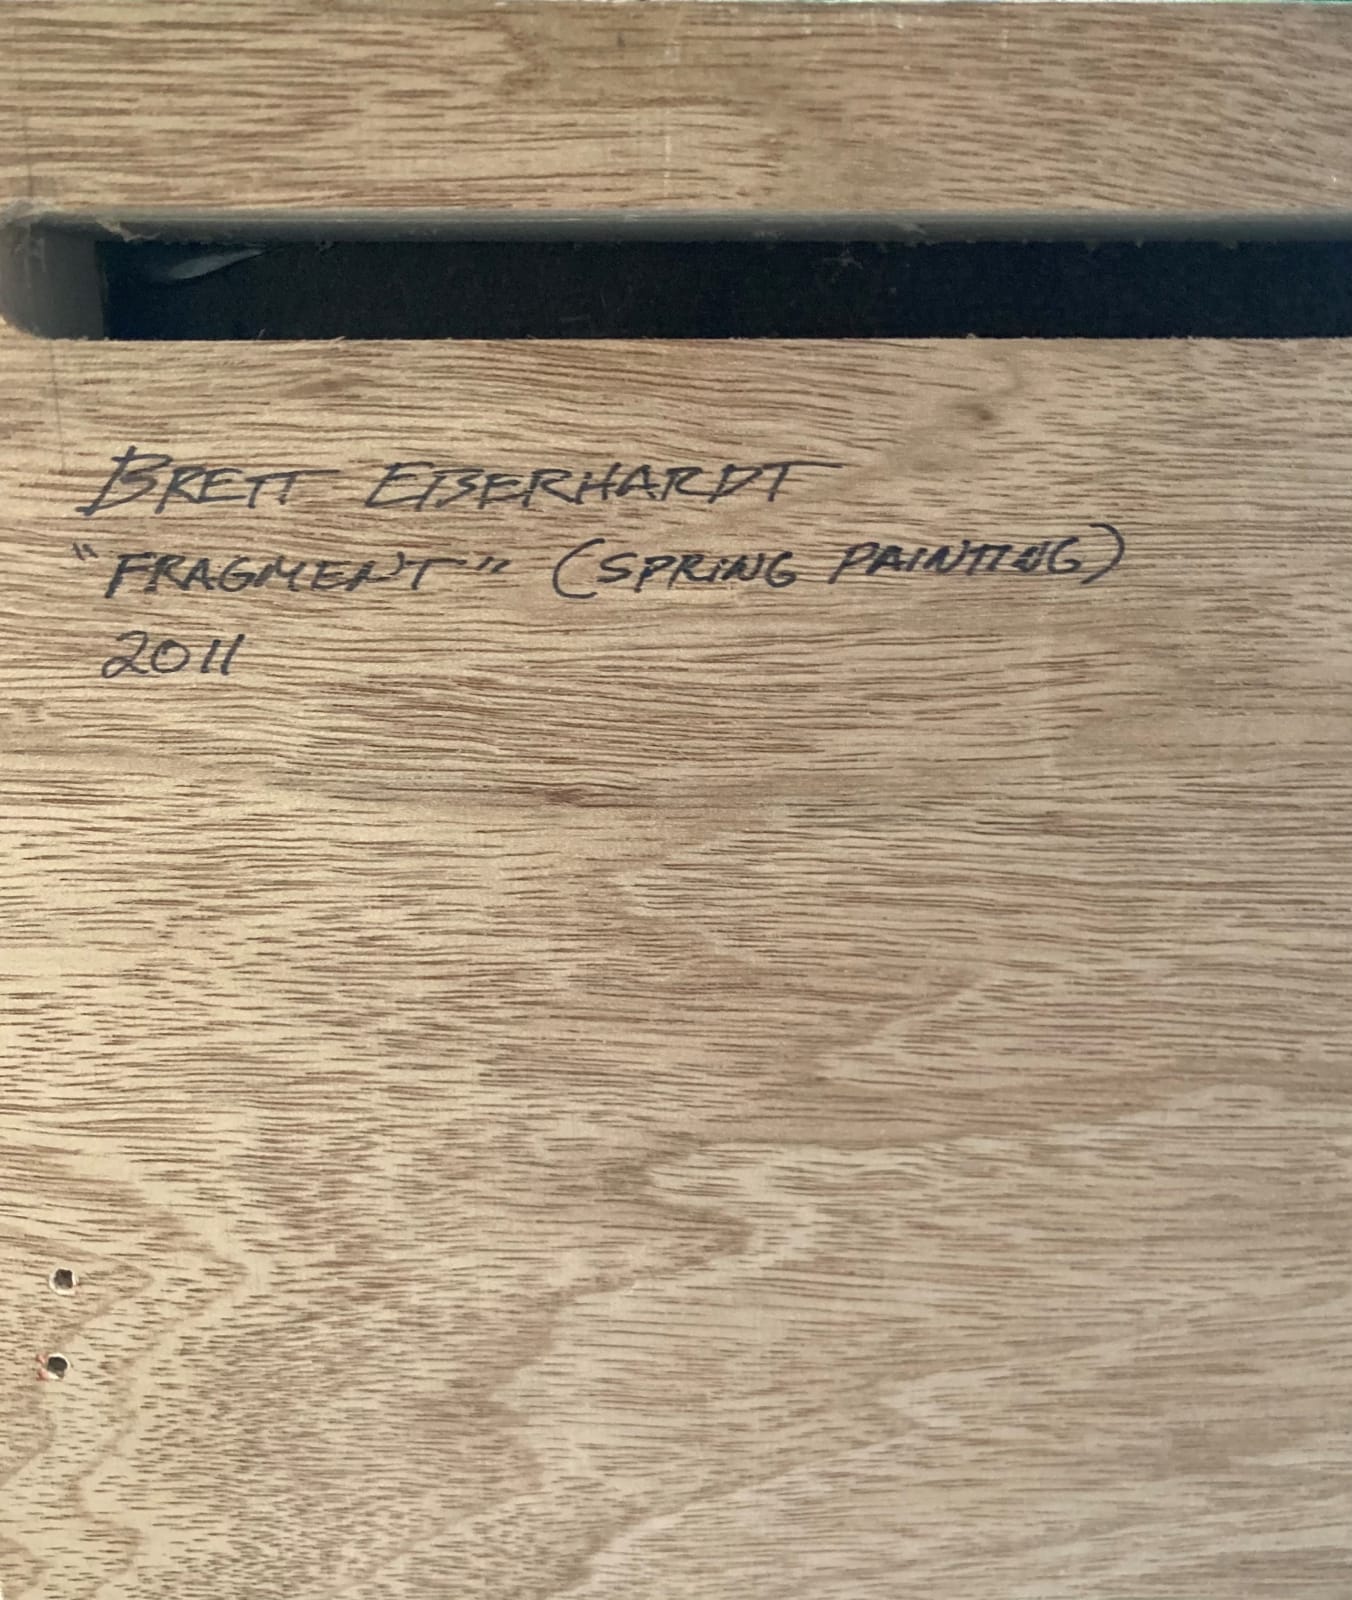 BRETT EBERHARDT
"FRAGMENT" (SPRING PAINTING)
2011